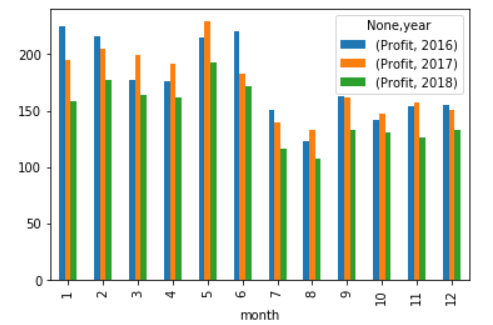 None,year
(Profit, 2016)
(Profit, 2017)
(Profit, 2018)
200
150
100
50
0
1 2 3 4 5 6 7 8 9 10 11 12
month